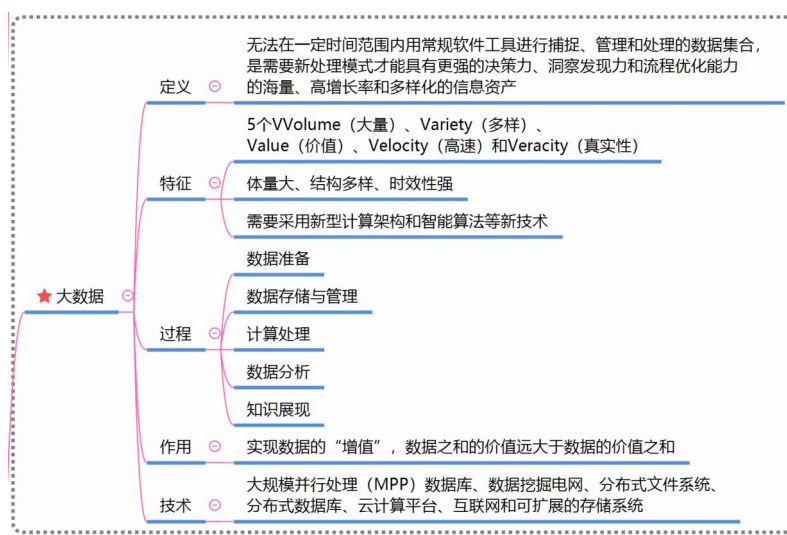 无法在一定时间范围内用常规软件工具进行捕捉、管理和处理的数据集合，
是需要新处理模式才能具有更强的决策力、洞察发现力和流程优化能力
定义
的海量、高增长率和多样化的信息资产
5个VVolume（大量）、Variety（多样）、
Value（价值）、Velocity（高速）和Veracity（真实性）
特征
体量大、结构多样、时效性强
需要采用新型计算架构和智能算法等新技术
数据准备
大数据
数据存储与管理
过程
计算处理
数据分析
知识展现
作用
实现数据的“增值”，数据之和的价值远大于数据的价值之和
大规模并行处理（MPP）数据库、数据挖掘电网、分布式文件系统、
技术
分布式数据库、云计算平台、互联网和可扩展的存储系统